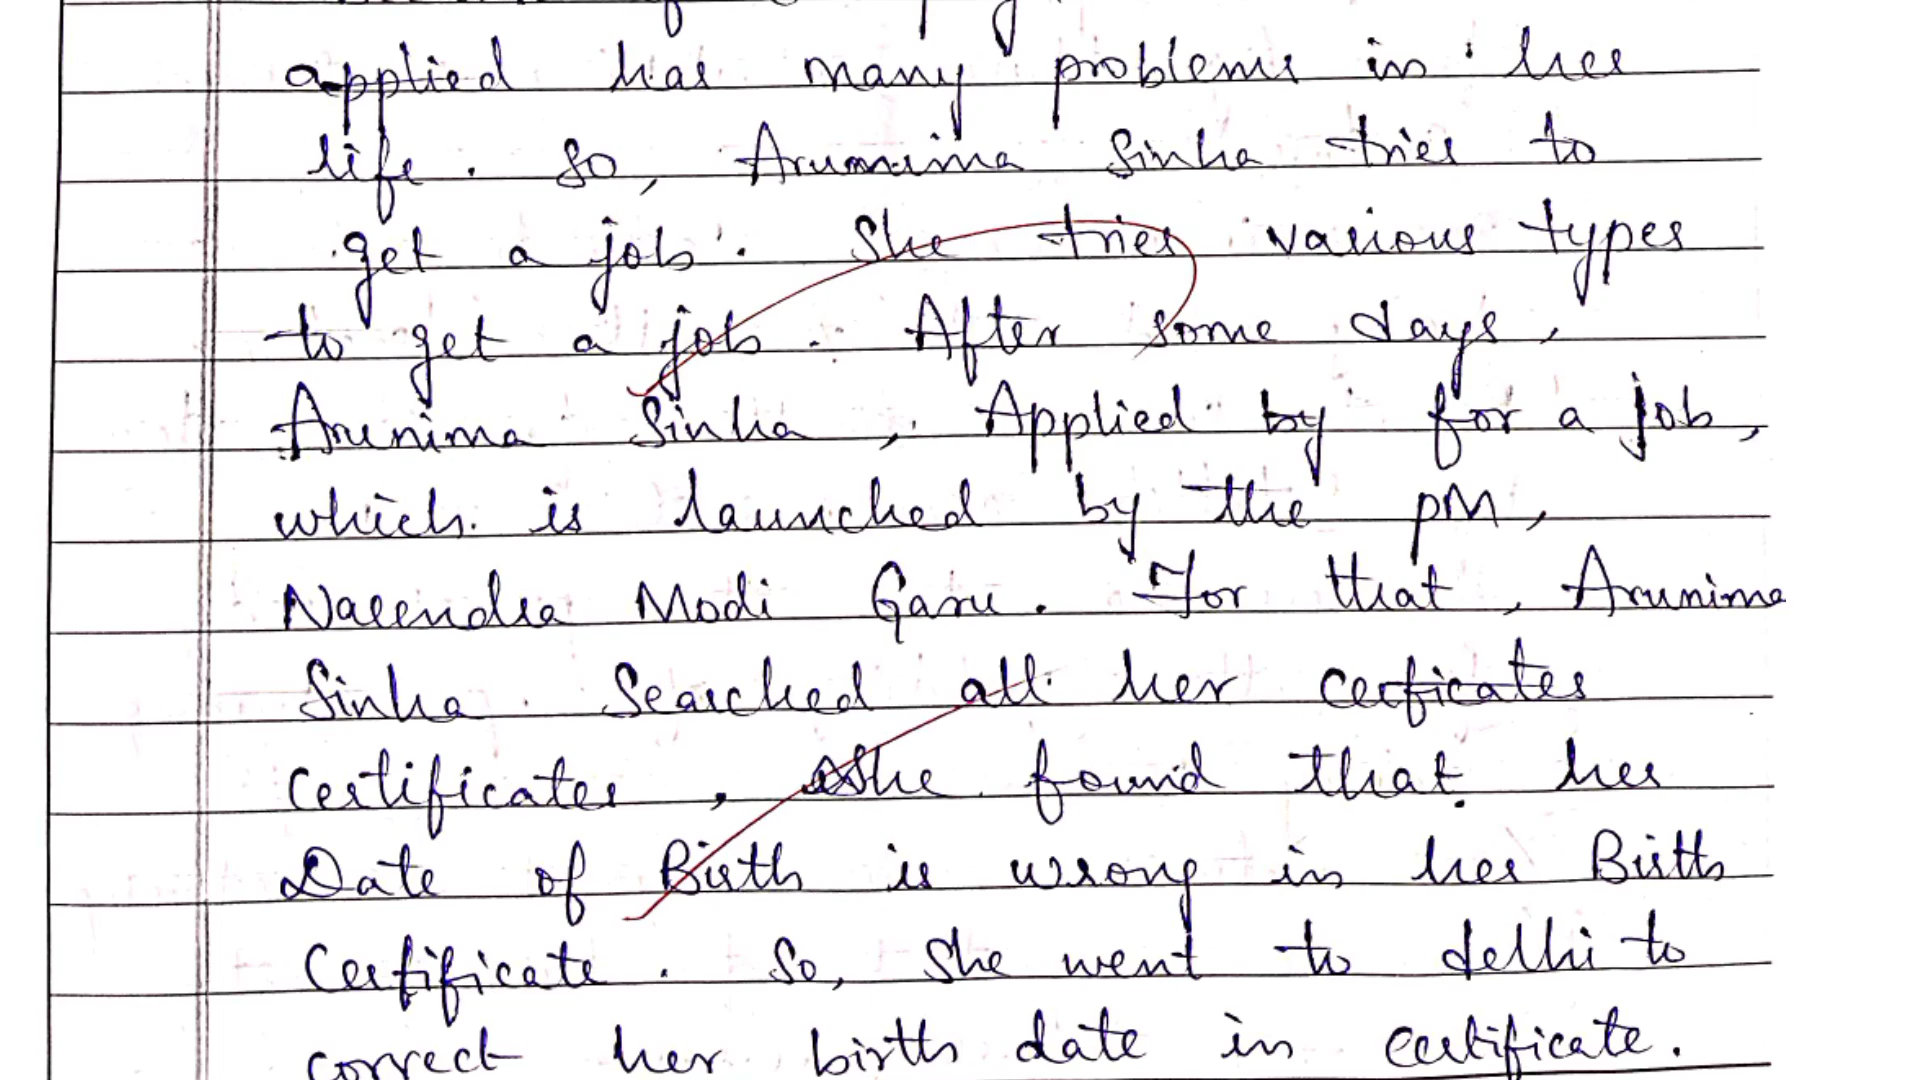 applied has many problems in her
life. So, Arunima Sinha tries to
get a job. She tries various types
to get a job. After some days,
Arunima Sinha, Applied by for a job,
which is launched by the PM,
Narendra Modi Garu. For that, Arunima
Sinha Searched all her cerficates
certificates, She found that her
Date of Birth is wrong in her Birth
Certificate. So, She went to delhi to
correct her birth date in certificate.